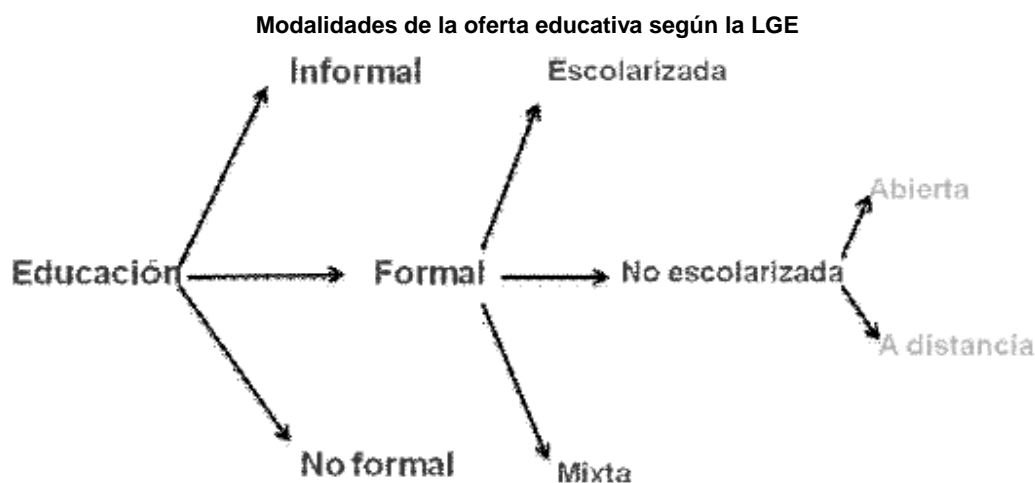 Modalidades de la oferta educativa según la LGE
Informal
Escolarizada
Abierta
Educación
Formal
No escolarizada
A distancia
No formal
Mixta